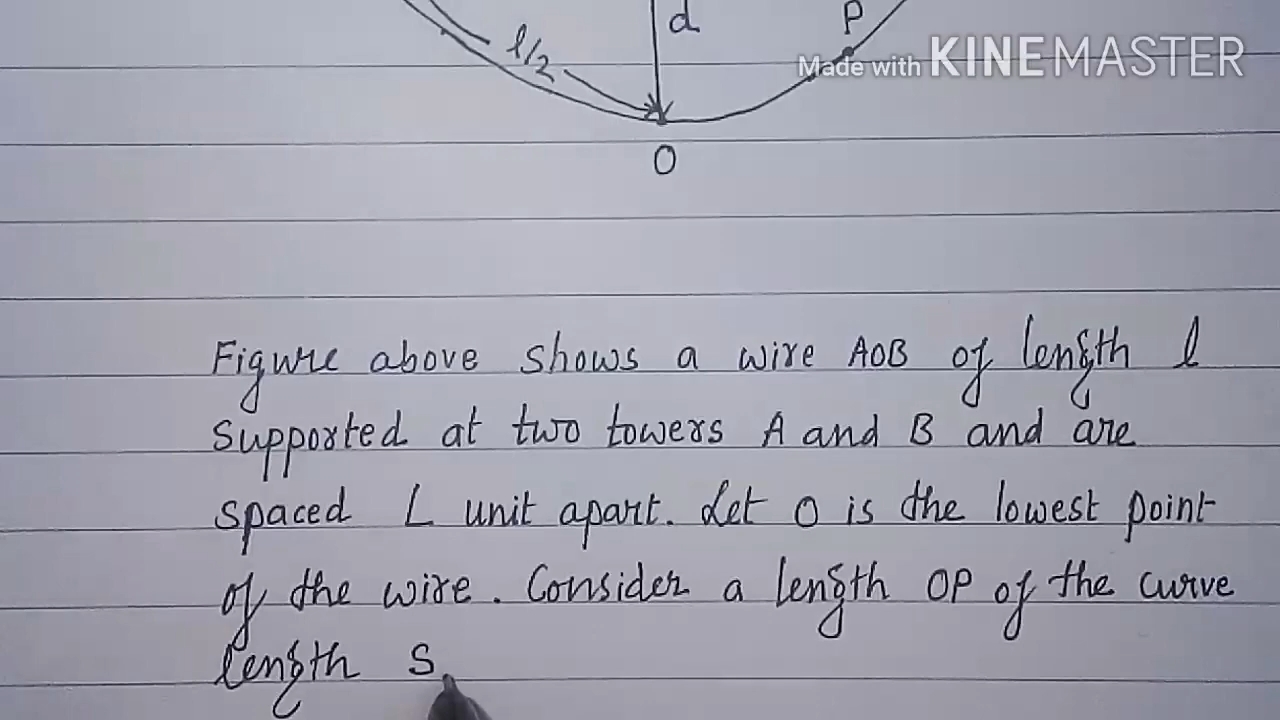 d
P
l/2
Made with KINEMASTER
O
Figure above shows a wire AOB of length l
supported at two towers A and B and are
spaced L unit apart. Let O is the lowest point
of the wire. Consider a length OP of the curve
length S.